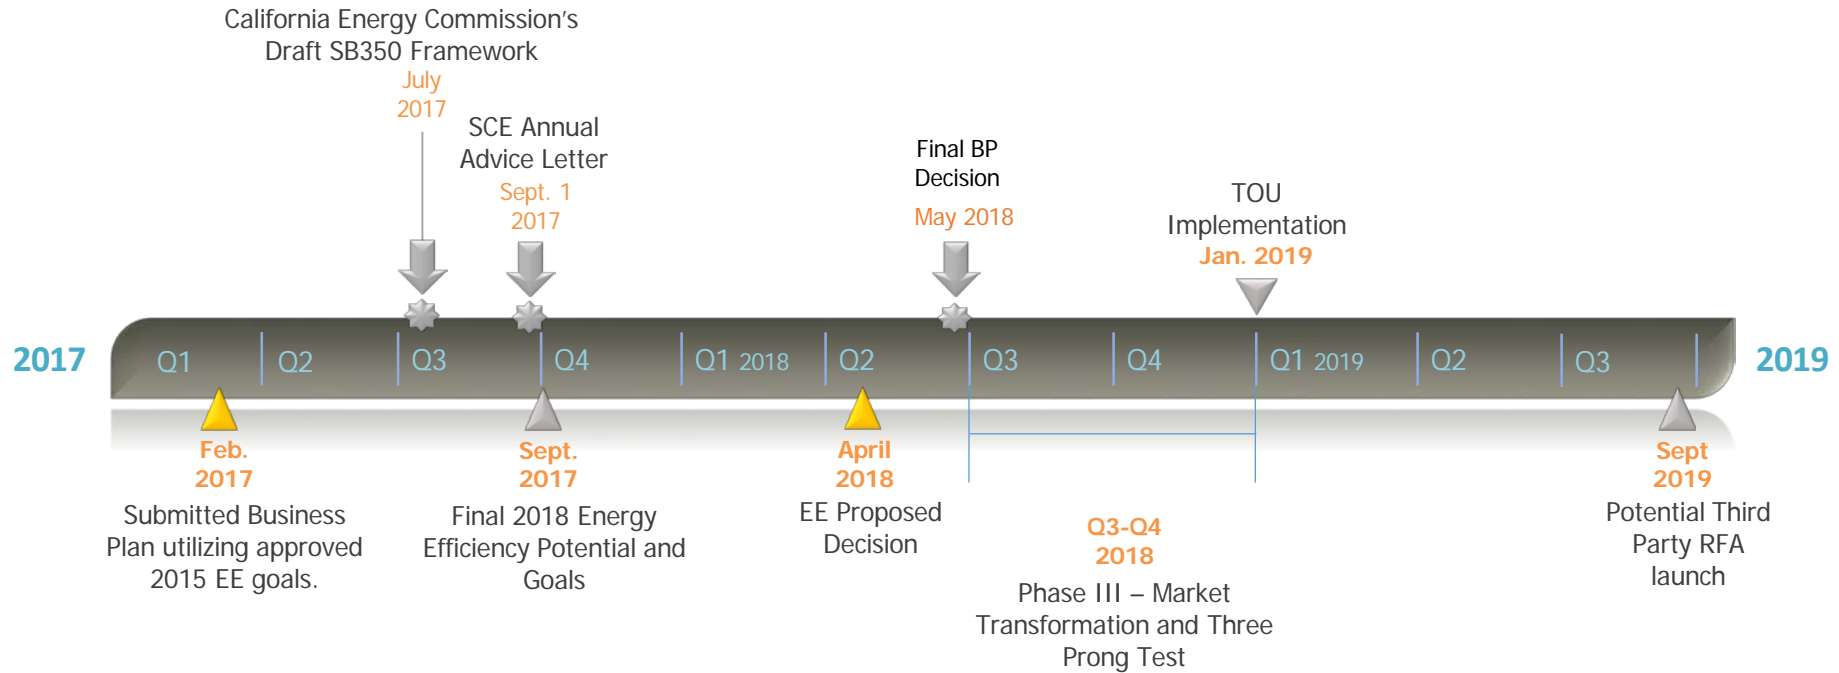 California Energy Commission's
Draft SB350 Framework
July
2017
SCE Annual
Advice Letter
Sept. 1
2017
Final BP
Decision
May 2018
TOU
Implementation
Jan. 2019
2017
Q1
Q2
Q3
Q4
Q1 2018
Q2
Q3
Q4
Q1 2019
Q2
Q3
2019
Feb.
2017
Submitted Business
Plan utilizing approved
2015 EE goals.
Sept.
2017
Final 2018 Energy
Efficiency Potential and
Goals
April
2018
EE Proposed
Decision
Q3-Q4
2018
Phase III – Market
Transformation and Three
Prong Test
Sept
2019
Potential Third
Party RFA
launch